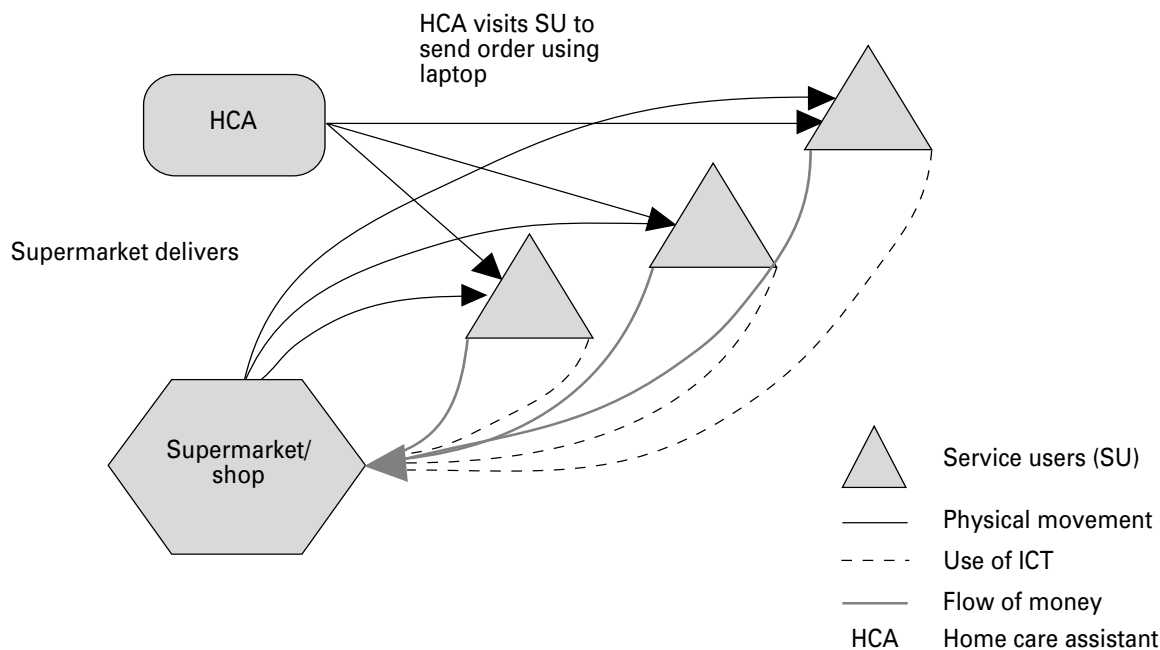 HCA visits SU to
send order using
laptop
HCA
Supermarket delivers
Supermarket/
shop
Service users (SU)
Physical movement
Use of ICT
Flow of money
HCA Home care assistant